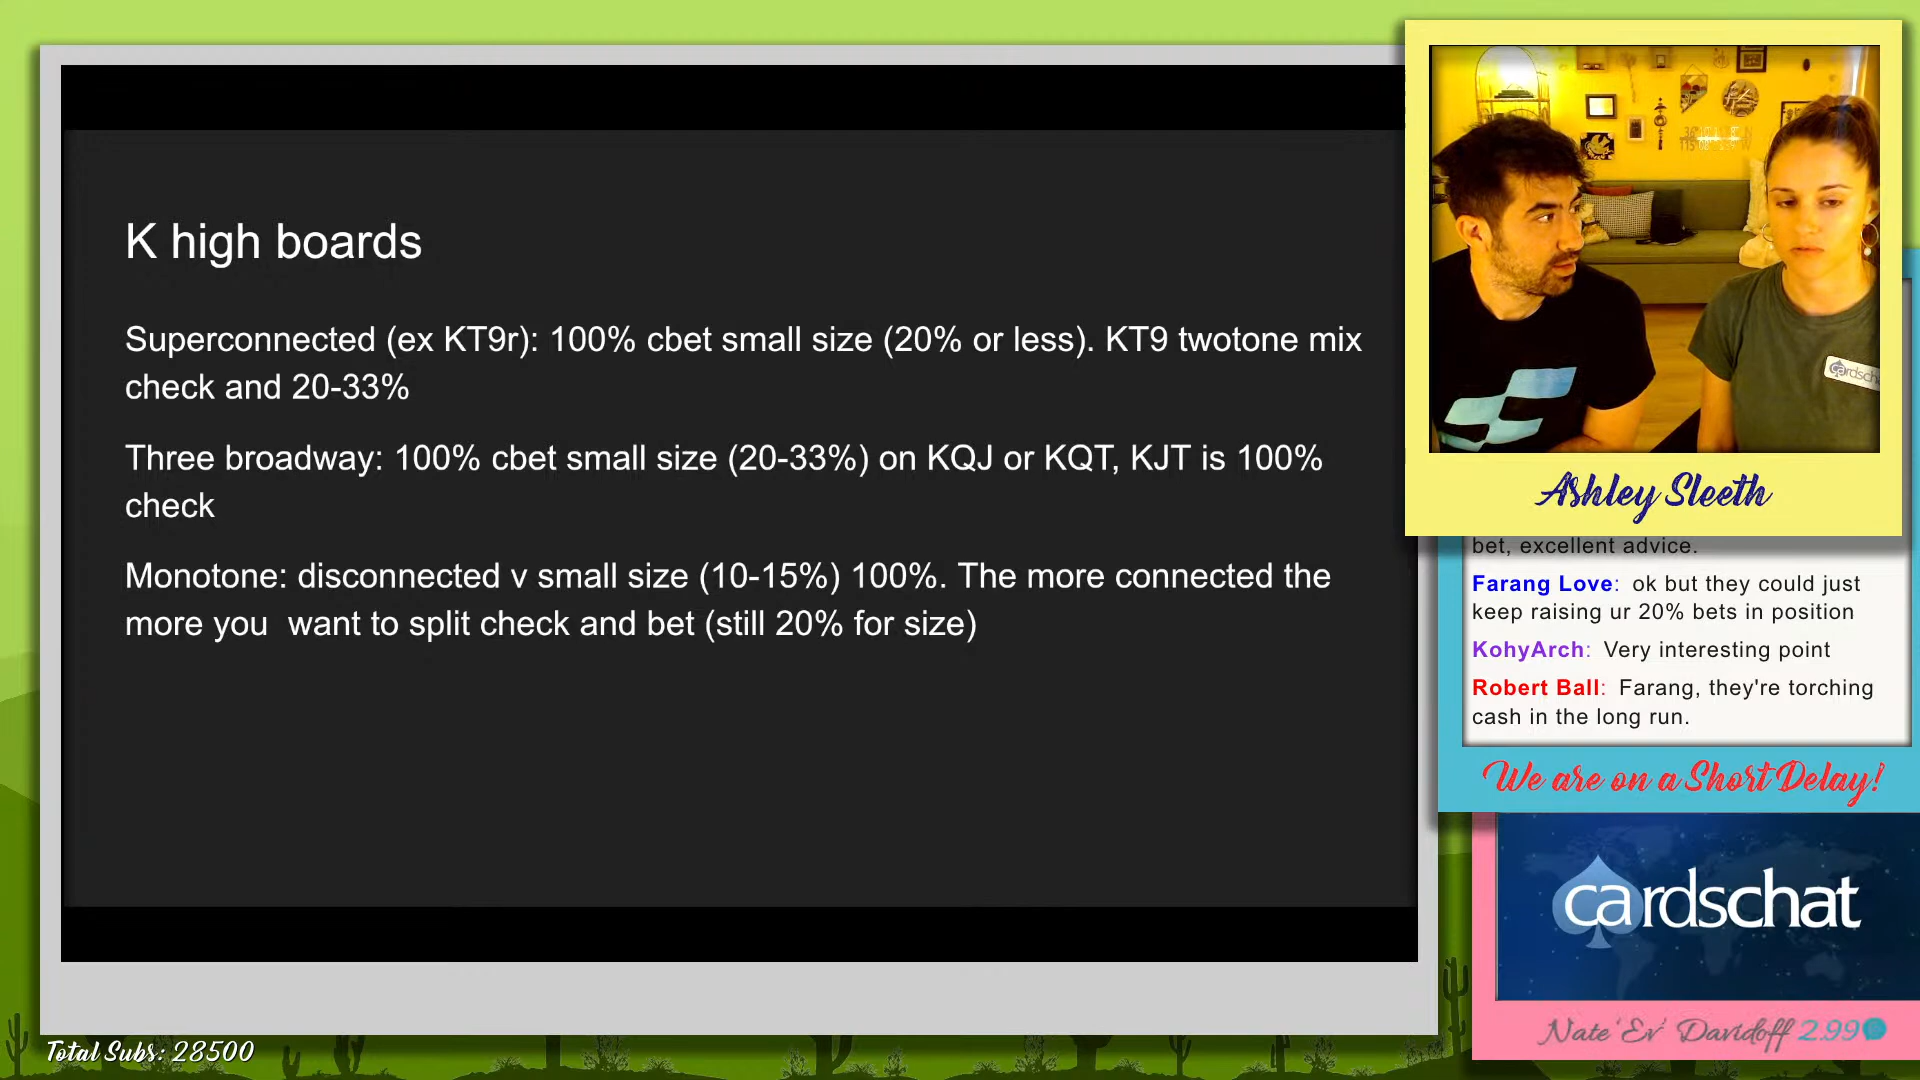 K high boards
Superconnected (ex KT9r): 100% cbet small size (20% or less). KT9 twotone mix
check and 20-33%
Three broadway: 100% cbet small size (20-33%) on KQJ or KQT, KJT is 100%
check
Monotone: disconnected v small size (10-15%) 100%. The more connected the
more you  want to split check and bet (still 20% for size)
Ashley Sleeth
bet, excellent advice.
Farang Love: ok but they could just
keep raising ur 20% bets in position
KohyArch: Very interesting point
Robert Ball: Farang, they're torching
cash in the long run.
We are on a Short Delay!
cardschat
Nate 'Ev' Davidoff 2.99
Total Subs: 28500